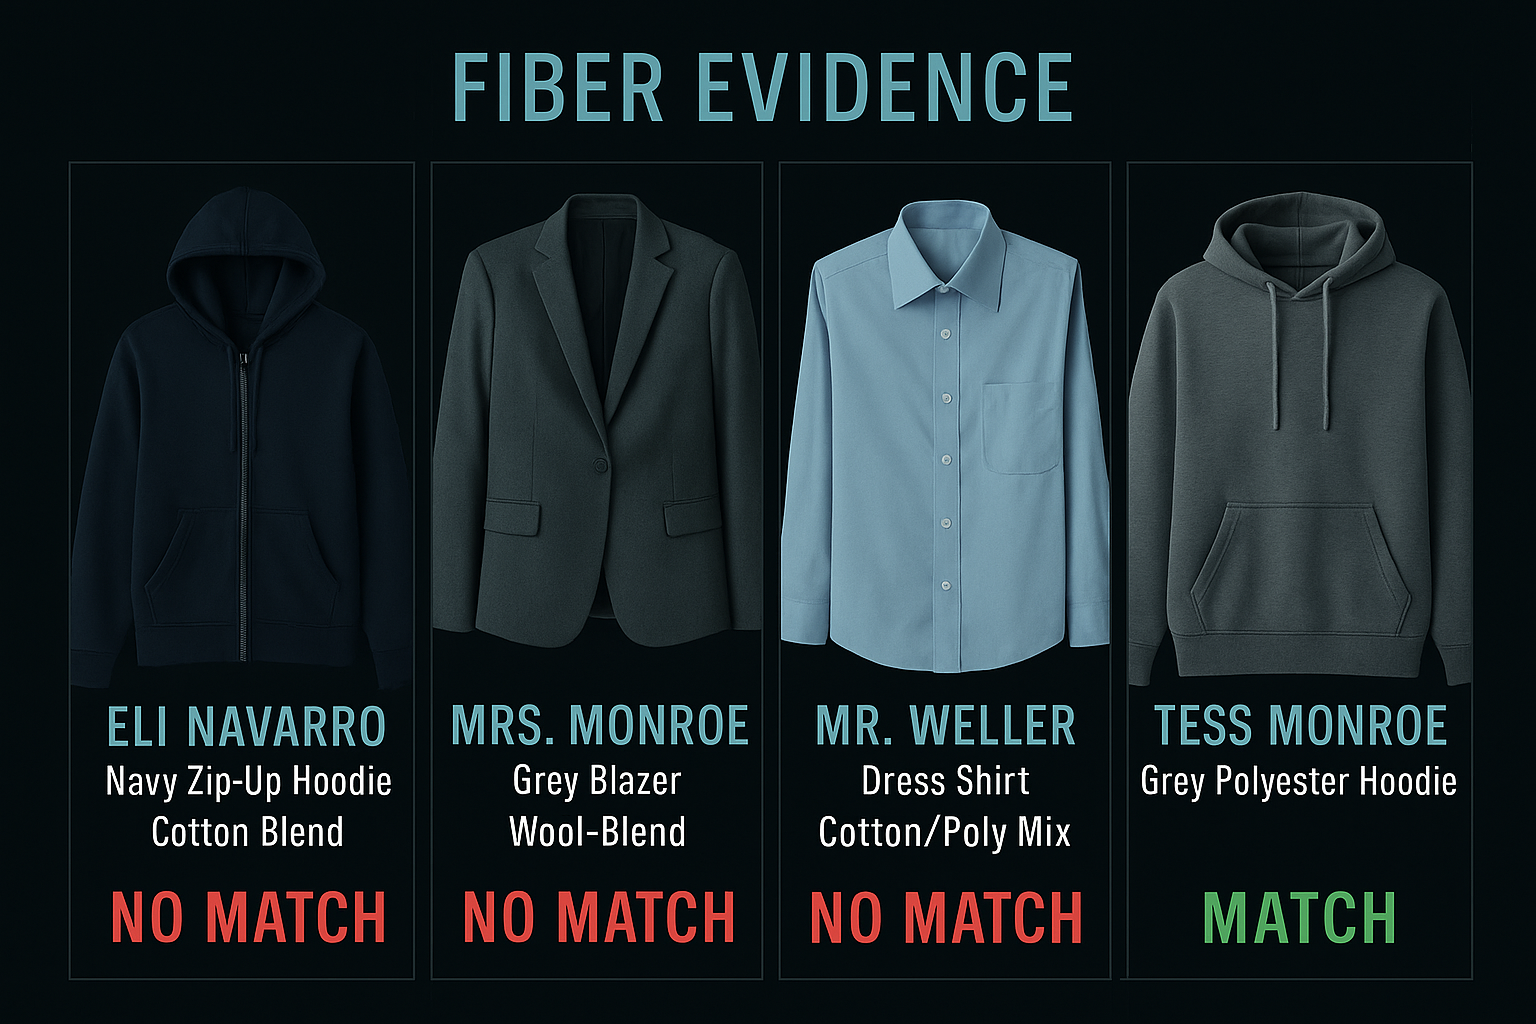 FIBER EVIDENCE
ELI NAVARRO
Navy Zip-Up Hoodie
Cotton Blend
NO MATCH
MRS. MONROE
Grey Blazer
Wool-Blend
NO MATCH
MR. WELLER
Dress Shirt
Cotton/Poly Mix
NO MATCH
TESS MONROE
Grey Polyester Hoodie
MATCH